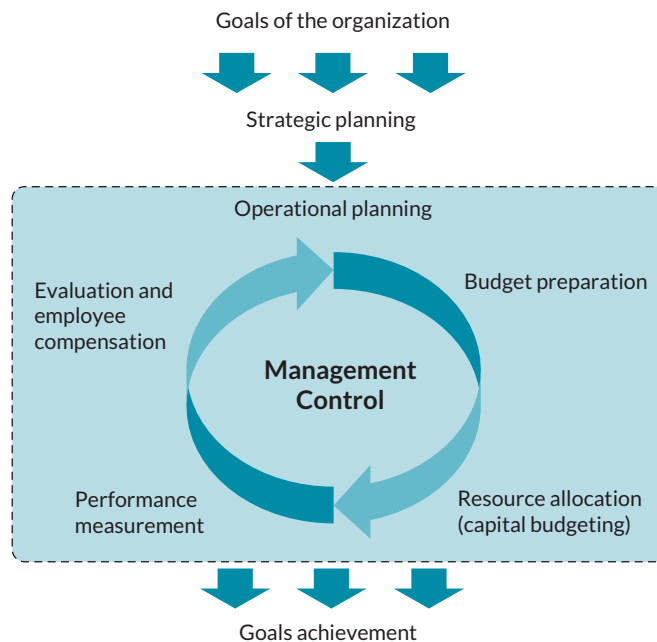 Goals of the organization
Strategic planning
Operational planning
Evaluation and
employee
compensation
Budget preparation
Management
Control
Performance
measurement
Resource allocation
(capital budgeting)
Goals achievement